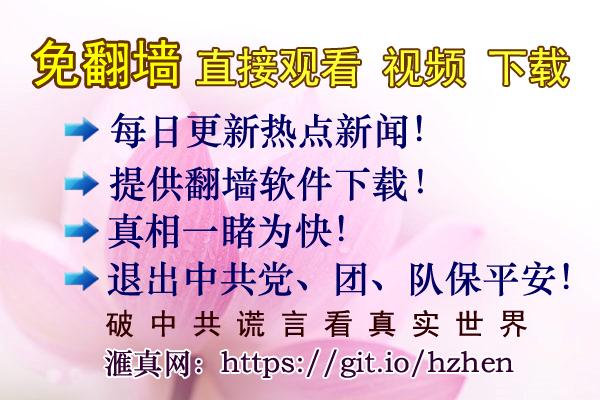 免翻墙 直接观看 视频 下载
每日更新热点新闻!
提供翻墙软件下载!
真相一睹为快!
退出中共党、团、队保平安!
破中共谎言看真实世界
滙真网：https://git.io/hzhen